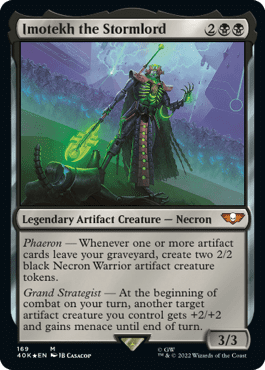 Imotekh the Stormlord 2
Legendary Artifact Creature — Necron
Phaeron — Whenever one or more artifact
cards leave your graveyard, create two 2/2
black Necron Warrior artifact creature
tokens.
Grand Strategist — At the beginning of
combat on your turn, another target
artifact creature you control gets +2/+2
and gains menace until end of turn.
3/3
169 M
40K ★ EN IB Casacop
© GW
™ & © 2022 Wizards of the Coast